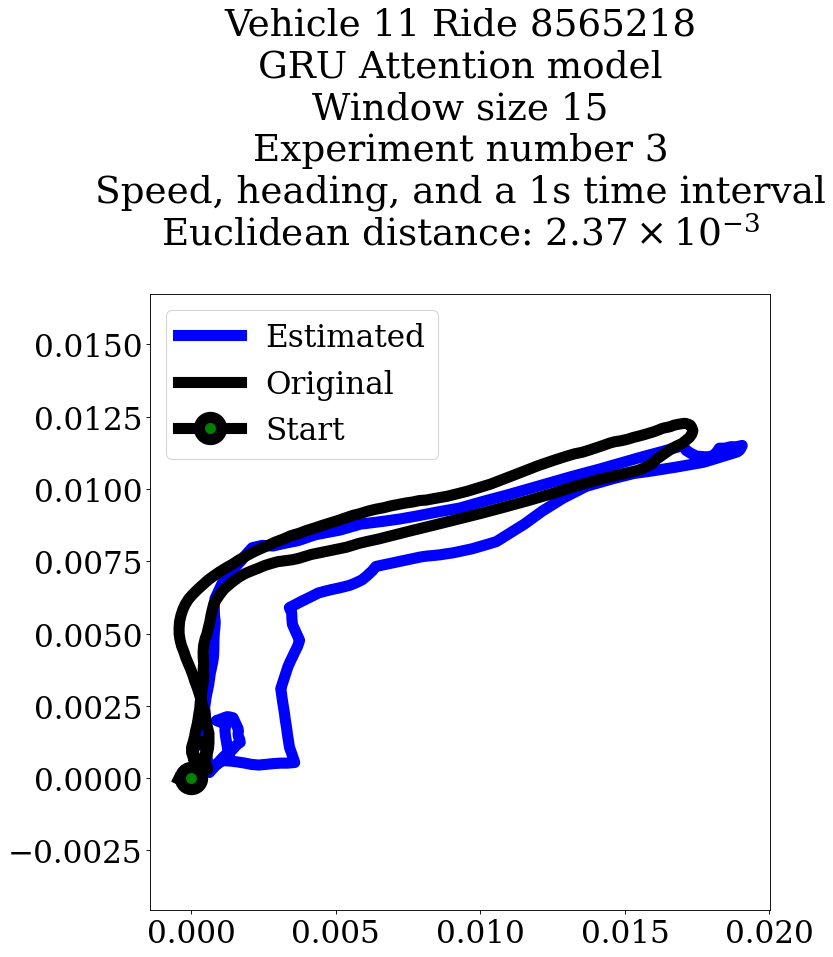 Vehicle 11 Ride 8565218
GRU Attention model
Window size 15
Experiment number 3
Speed, heading, and a 1s time interval
Euclidean distance: 2.37 × 10⁻³
Estimated
Original
Start
0.0150
0.0125
0.0100
0.0075
0.0050
0.0025
0.0000
−0.0025
0.000 0.005 0.010 0.015 0.020